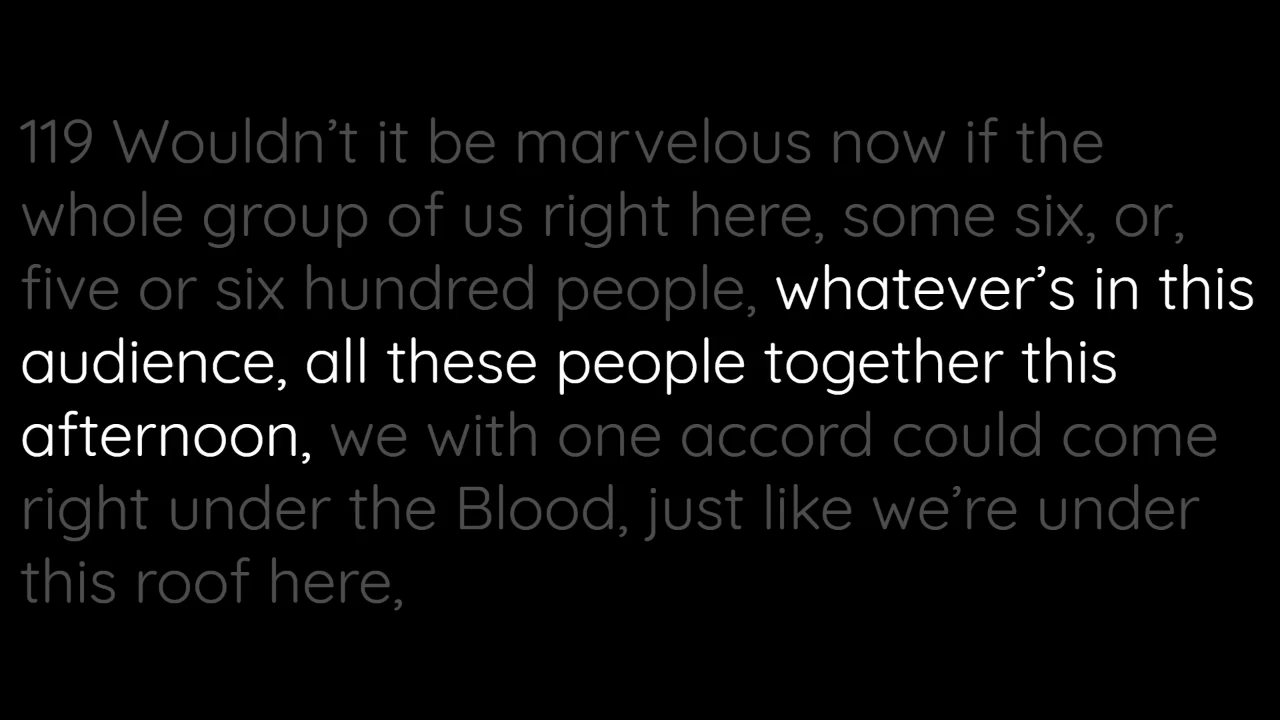 119 Wouldn’t it be marvelous now if the
whole group of us right here, some six, or,
five or six hundred people, whatever’s in this
audience, all these people together this
afternoon, we with one accord could come
right under the Blood, just like we’re under
this roof here,